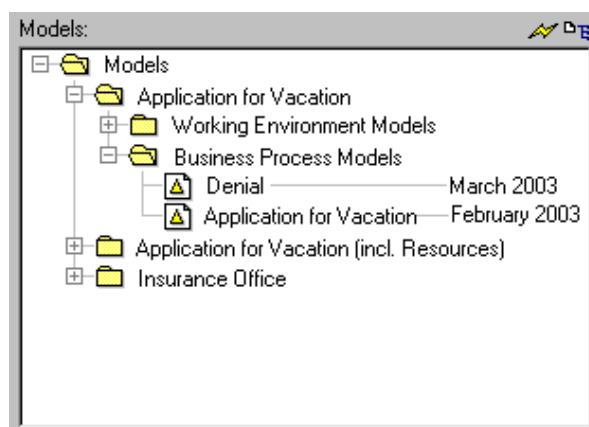 Models:
Models
Application for Vacation
Working Environment Models
Business Process Models
Denial March 2003
Application for Vacation February 2003
Application for Vacation (incl. Resources)
Insurance Office